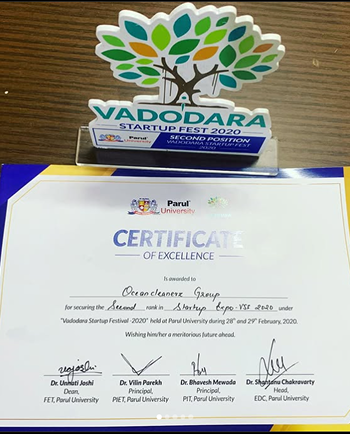 VADODARA
STARTUP FEST 2020
Parul University
SECOND POSITION
VADODARA STARTUP FEST
2020
Parul
University
CERTIFICATE
OF EXCELLENCE
Is awarded to
Oceancleanerz Group
for securing the Second rank in Startup Expo-VSF 2020 under
"Vadodara Startup Festival -2020" held at Parul University during 28th and 29th February, 2020.
Wishing him/her a meritorious future ahead.
Dr. Unnati Joshi Dr. Vilin Parekh Dr. Bhavesh Mewada Dr. Shantanu Chakravarty
Dean, Principal, Principal, Head,
FET, Parul University PIET, Parul University PIT, Parul University EDC, Parul University